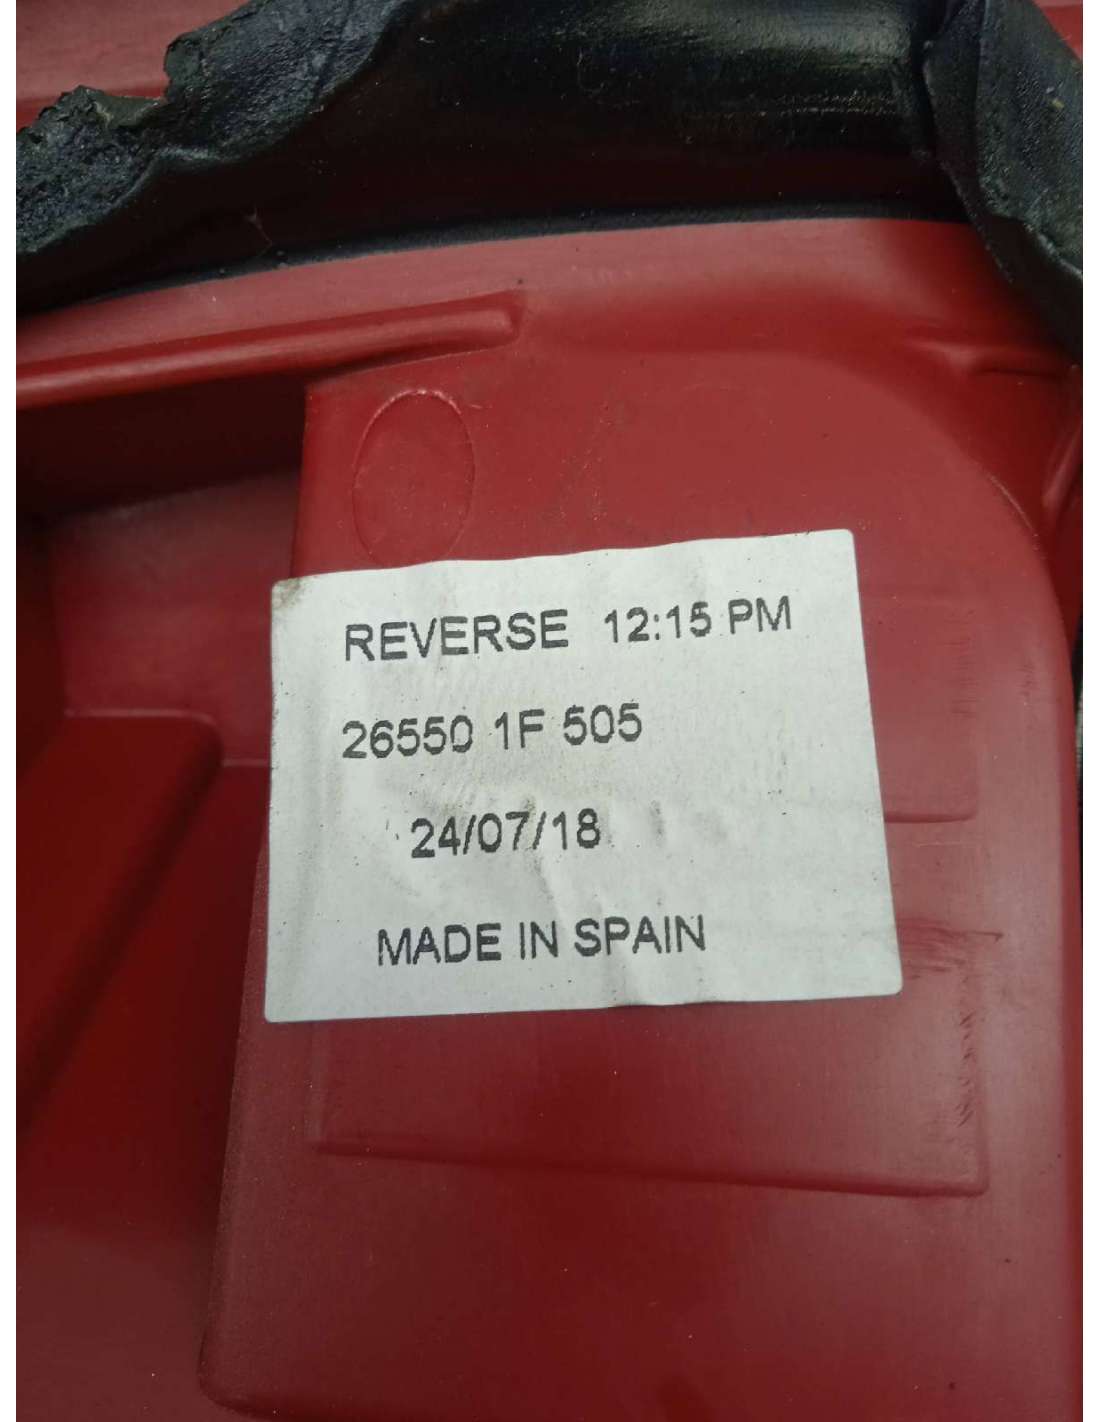 REVERSE 12:15 PM
26550 1F 505
24/07/18
MADE IN SPAIN